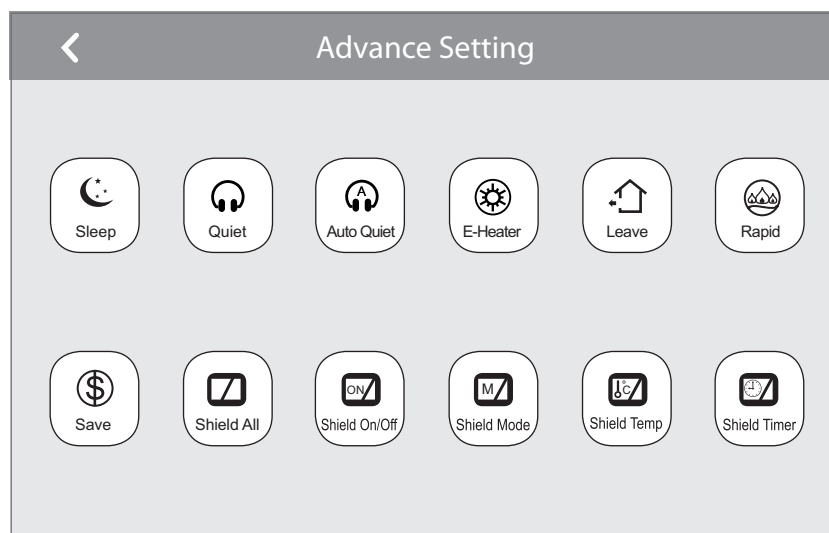 Advance Setting
Sleep
Quiet
A
Auto Quiet
E-Heater
Leave
Rapid
$
Save
Shield All
ON
Shield On/Off
M
Shield Mode
°C
Shield Temp
Shield Timer